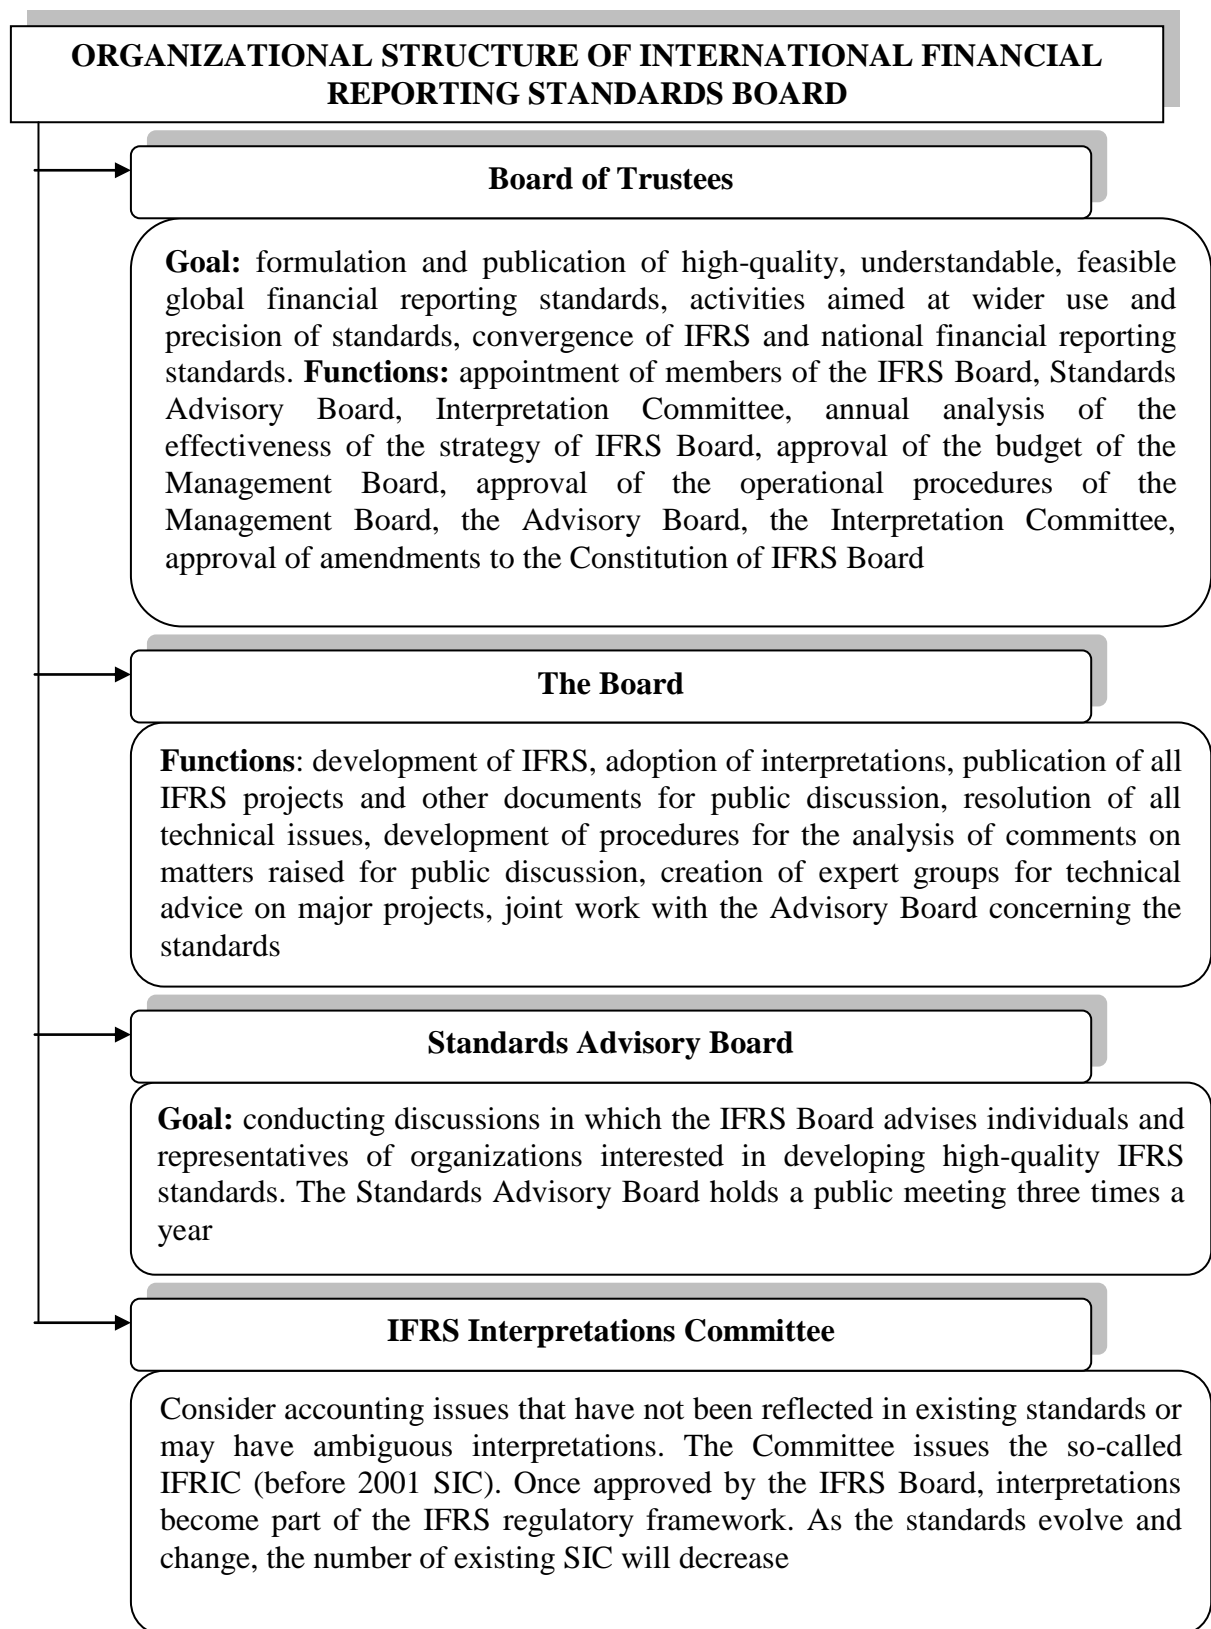 ORGANIZATIONAL STRUCTURE OF INTERNATIONAL FINANCIAL
REPORTING STANDARDS BOARD
Board of Trustees
Goal: formulation and publication of high-quality, understandable, feasible
global financial reporting standards, activities aimed at wider use and
precision of standards, convergence of IFRS and national financial reporting
standards. Functions: appointment of members of the IFRS Board, Standards
Advisory Board, Interpretation Committee, annual analysis of the
effectiveness of the strategy of IFRS Board, approval of the budget of the
Management Board, approval of the operational procedures of the
Management Board, the Advisory Board, the Interpretation Committee,
approval of amendments to the Constitution of IFRS Board
The Board
Functions: development of IFRS, adoption of interpretations, publication of all
IFRS projects and other documents for public discussion, resolution of all
technical issues, development of procedures for the analysis of comments on
matters raised for public discussion, creation of expert groups for technical
advice on major projects, joint work with the Advisory Board concerning the
standards
Standards Advisory Board
Goal: conducting discussions in which the IFRS Board advises individuals and
representatives of organizations interested in developing high-quality IFRS
standards. The Standards Advisory Board holds a public meeting three times a
year
IFRS Interpretations Committee
Consider accounting issues that have not been reflected in existing standards or
may have ambiguous interpretations. The Committee issues the so-called
IFRIC (before 2001 SIC). Once approved by the IFRS Board, interpretations
become part of the IFRS regulatory framework. As the standards evolve and
change, the number of existing SIC will decrease